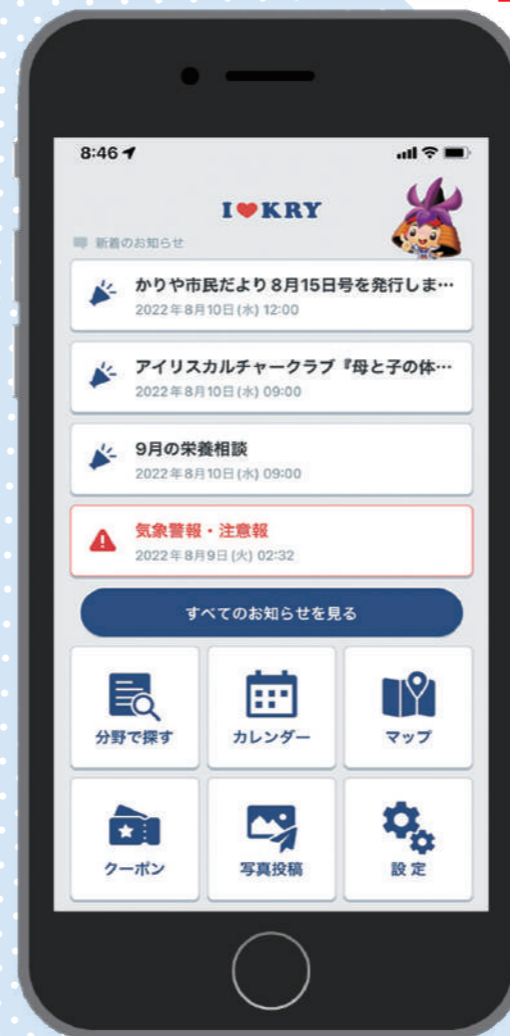 8:46
I❤KRY
新着のお知らせ
かりや市民だより8月15日号を発行しま…
2022年8月10日(水) 12:00
アイリスカルチャークラブ『母と子の体…
2022年8月10日(水) 09:00
9月の栄養相談
2022年8月10日(水) 09:00
気象警報・注意報
2022年8月9日(火) 02:32
すべてのお知らせを見る
分野で探す
カレンダー
マップ
クーポン
写真投稿
設定